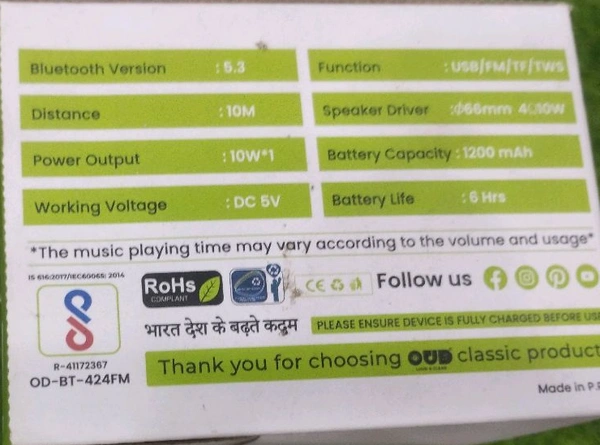 Bluetooth Version : 5.3
Function : USB/FM/TF/TWS
Distance : 10M
Speaker Driver : Φ66mm 4Ω10W
Power Output : 10W*1
Battery Capacity : 1200 mAh
Working Voltage : DC 5V
Battery Life : 6 Hrs
*The music playing time may vary according to the volume and usage*
IS 616:2017/IEC60065: 2014
RoHS
COMPLIANT
CE
Follow us
भारत देश के बढ़ते कदम
PLEASE ENSURE DEVICE IS FULLY CHARGED BEFORE USE
R-41172367
OD-BT-424FM
Thank you for choosing OUD classic product
Made in P.R